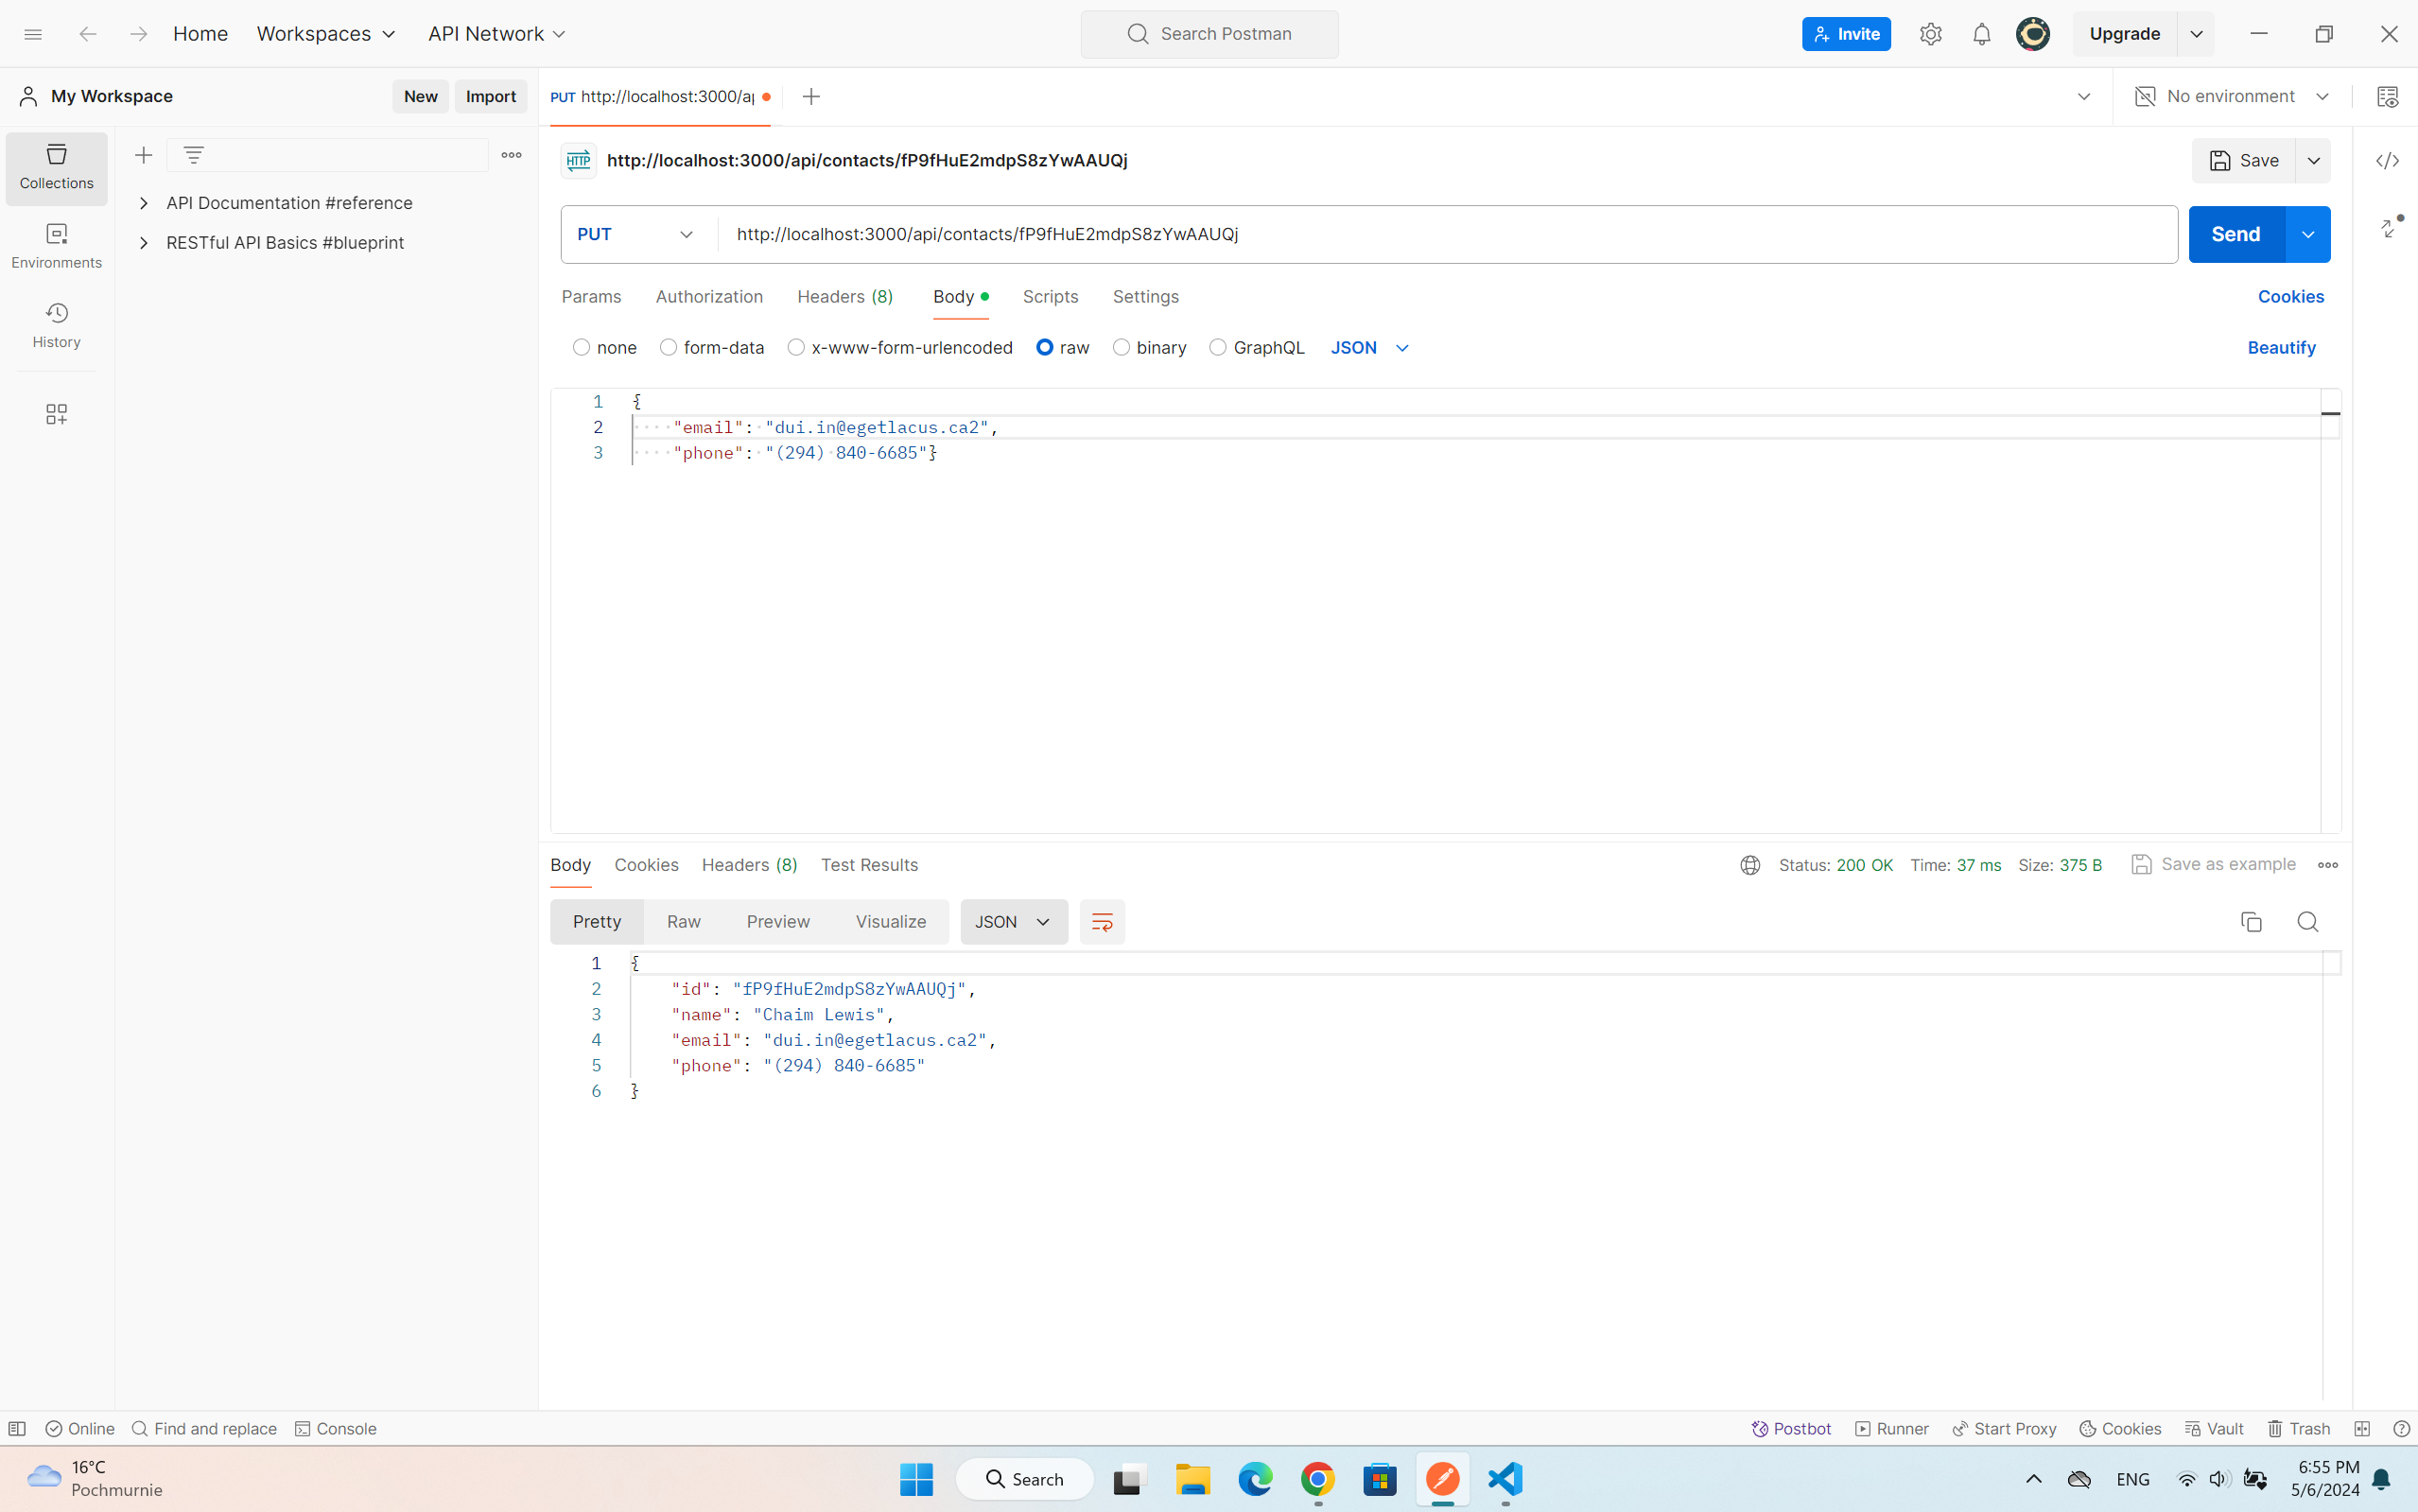 Home Workspaces API Network Search Postman Invite Upgrade
My Workspace New Import PUT http://localhost:3000/ap No environment
HTTP http://localhost:3000/api/contacts/fP9fHuE2mdpS8zYwAAUQj Save
Collections
API Documentation #reference
PUT http://localhost:3000/api/contacts/fP9fHuE2mdpS8zYwAAUQj Send
RESTful API Basics #blueprint
Environments
Params Authorization Headers (8) Body Scripts Settings Cookies
History
none form-data x-www-form-urlencoded raw binary GraphQL JSON Beautify
1 {
2 "email": "dui.in@egetlacus.ca2",
3 "phone": "(294) 840-6685"}
Body Cookies Headers (8) Test Results Status: 200 OK Time: 37 ms Size: 375 B Save as example
Pretty Raw Preview Visualize JSON
1 {
2 "id": "fP9fHuE2mdpS8zYwAAUQj",
3 "name": "Chaim Lewis",
4 "email": "dui.in@egetlacus.ca2",
5 "phone": "(294) 840-6685"
6 }
Online Find and replace Console Postbot Runner Start Proxy Cookies Vault Trash
16°C
Pochmurnie
Search
ENG
6:55 PM
5/6/2024